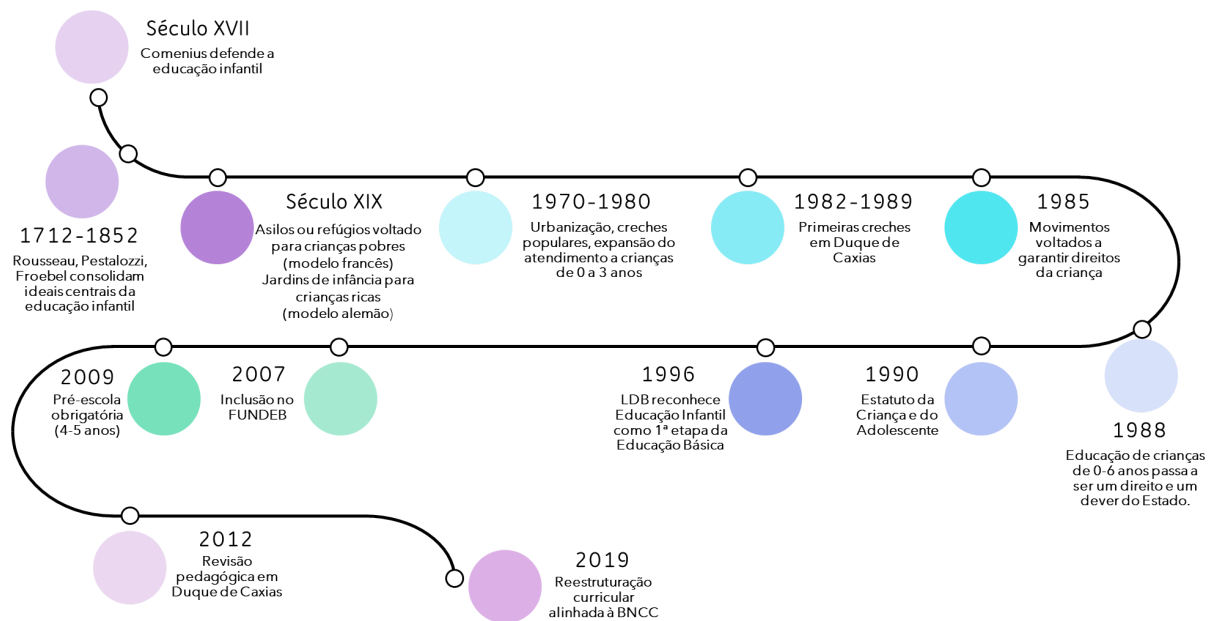 Século XVII
Comenius defende a
educação infantil
1712-1852
Rousseau, Pestalozzi,
Froebel consolidam
ideais centrais da
educação infantil
Século XIX
Asilos ou refúgios voltado
para crianças pobres
(modelo francês)
Jardins de infância para
crianças ricas
(modelo alemão)
1970-1980
Urbanização, creches
populares, expansão do
atendimento a crianças
de 0 a 3 anos
1982-1989
Primeiras creches
em Duque de
Caxias
1985
Movimentos
voltados a
garantir direitos
da criança
1988
Educação de crianças
de 0-6 anos passa a
ser um direito e um
dever do Estado.
1990
Estatuto da
Criança e do
Adolescente
1996
LDB reconhece
Educação Infantil
como 1ª etapa da
Educação Básica
2007
Inclusão no
FUNDEB
2009
Pré-escola
obrigatória
(4-5 anos)
2012
Revisão
pedagógica em
Duque de Caxias
2019
Reestruturação
curricular
alinhada à BNCC